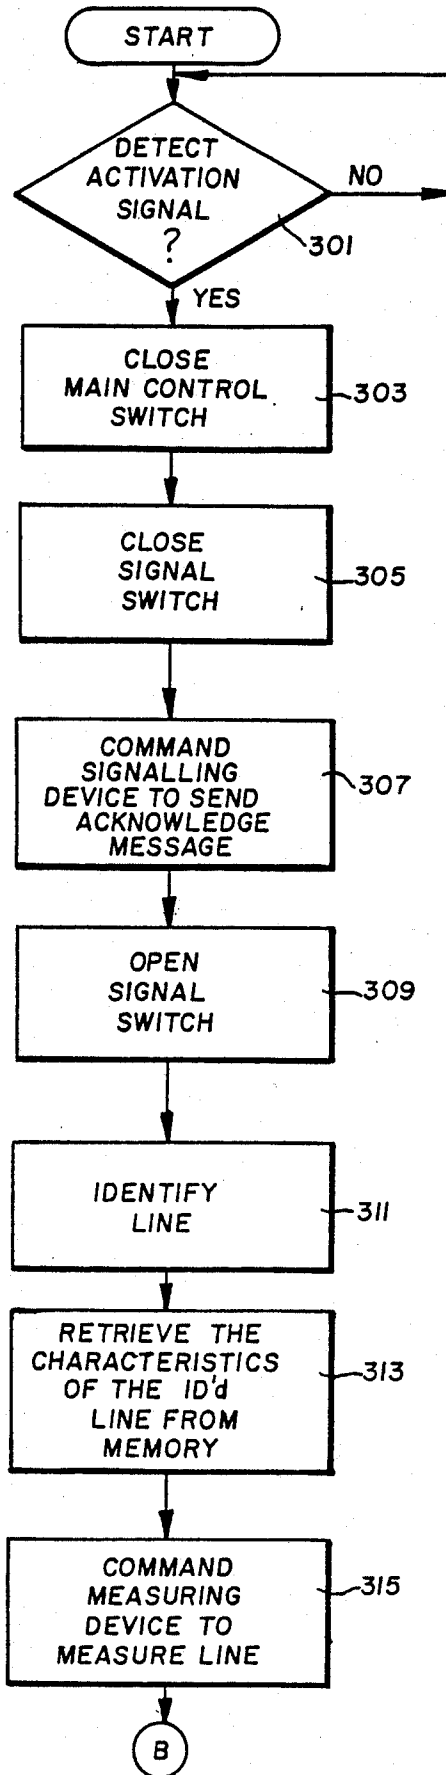 START
DETECT
ACTIVATION
SIGNAL
?
NO
301
YES
CLOSE
MAIN CONTROL
SWITCH
303
CLOSE
SIGNAL
SWITCH
305
COMMAND
SIGNALLING
DEVICE TO SEND
ACKNOWLEDGE
MESSAGE
307
OPEN
SIGNAL
SWITCH
309
IDENTIFY
LINE
311
RETRIEVE THE
CHARACTERISTICS
OF THE ID'd
LINE FROM
MEMORY
313
COMMAND
MEASURING
DEVICE TO
MEASURE LINE
315
B